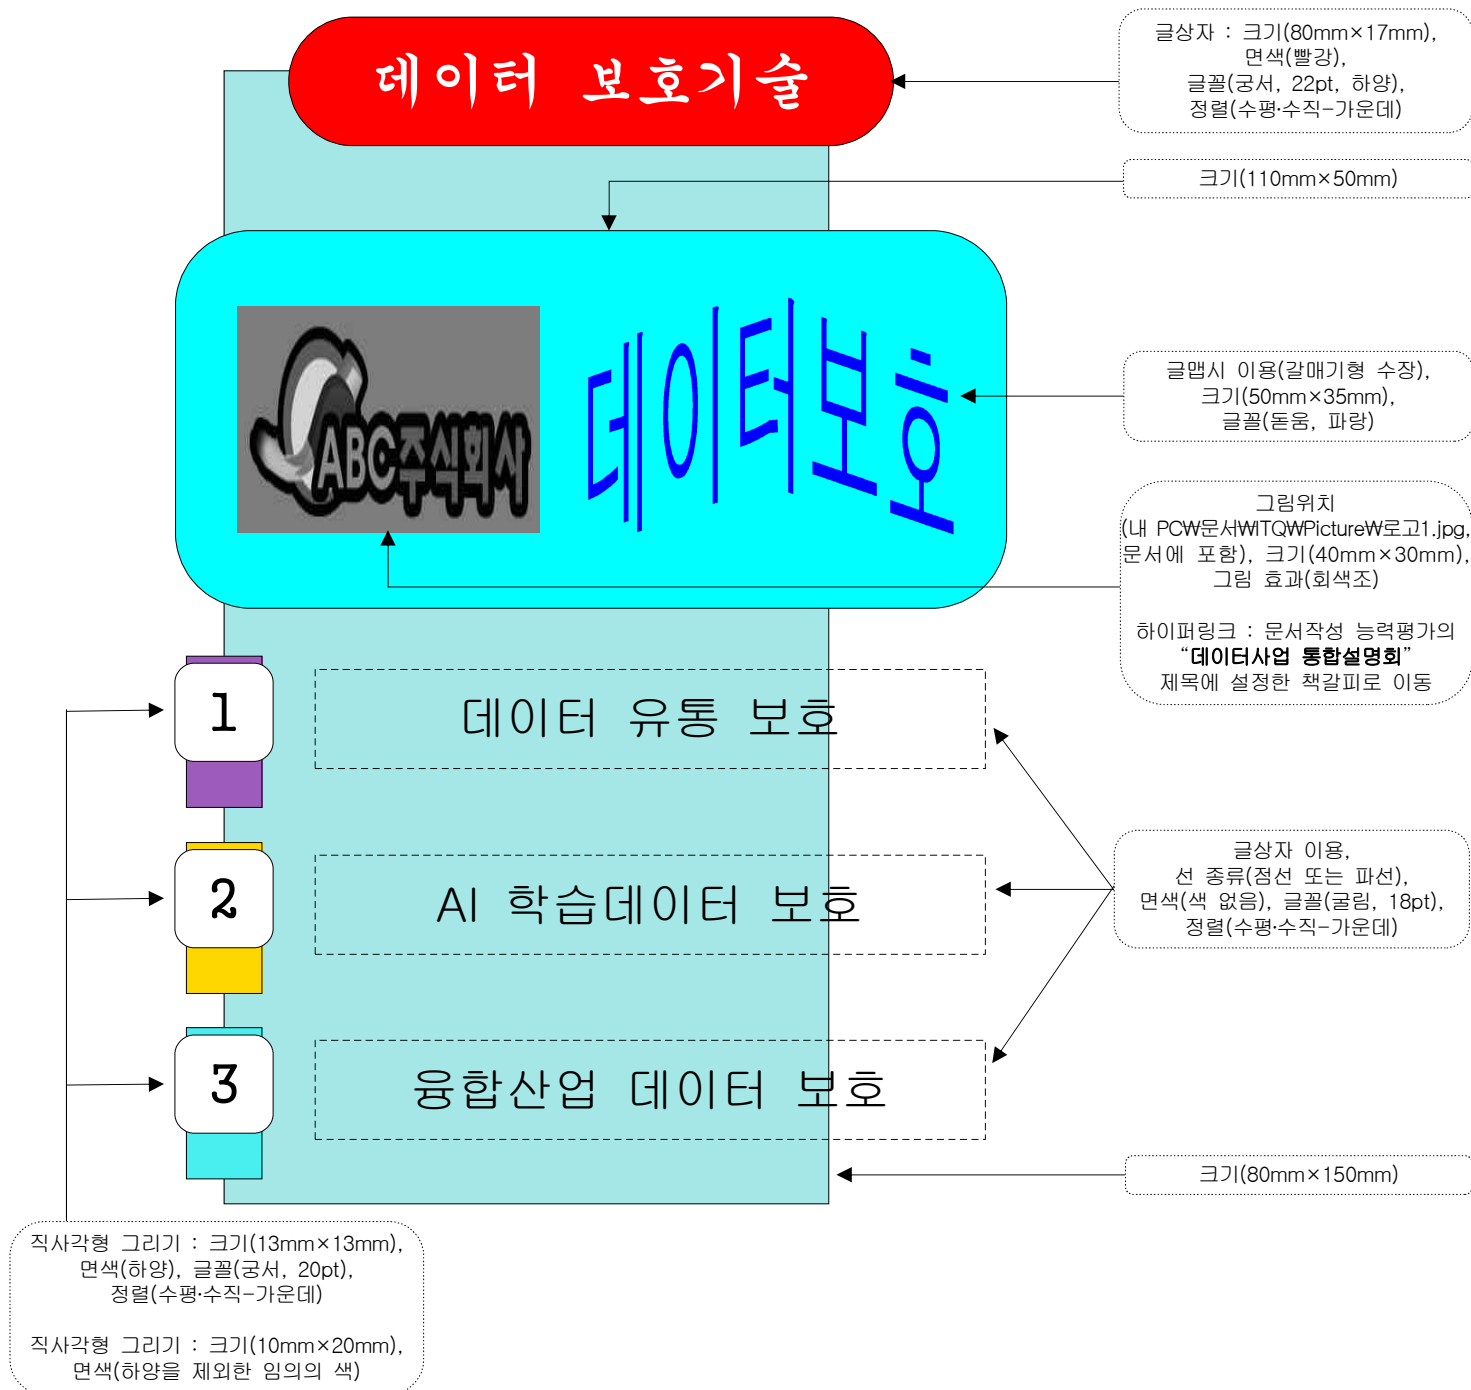 데이터 보호기술
글상자 : 크기(80mm×17mm),
면색(빨강),
글꼴(궁서, 22pt, 하양),
정렬(수평·수직-가운데)
크기(110mm×50mm)
ABC주식회사
데이터보호
글맵시 이용(갈매기형 수장),
크기(50mm×35mm),
글꼴(돋움, 파랑)
그림위치
(내 PC₩문서₩ITQ₩Picture₩로고1.jpg,
문서에 포함), 크기(40mm×30mm),
그림 효과(회색조)
하이퍼링크 : 문서작성 능력평가의
“데이터사업 통합설명회”
제목에 설정한 책갈피로 이동
1
데이터 유통 보호
2
AI 학습데이터 보호
글상자 이용,
선 종류(점선 또는 파선),
면색(색 없음), 글꼴(굴림, 18pt),
정렬(수평·수직-가운데)
3
융합산업 데이터 보호
크기(80mm×150mm)
직사각형 그리기 : 크기(13mm×13mm),
면색(하양), 글꼴(궁서, 20pt),
정렬(수평·수직-가운데)
직사각형 그리기 : 크기(10mm×20mm),
면색(하양을 제외한 임의의 색)